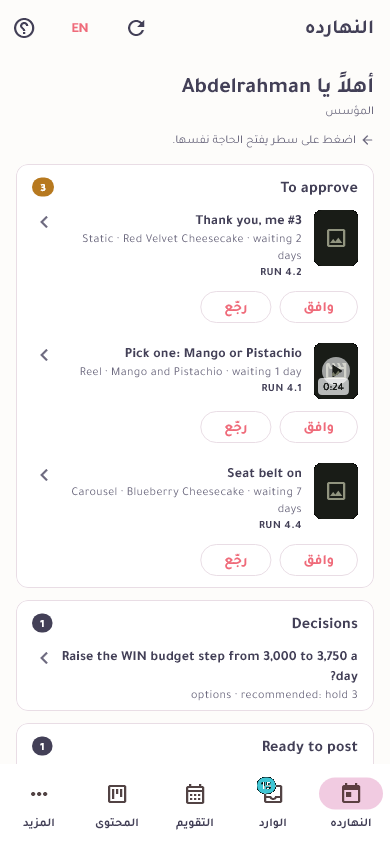 النهارده
EN
أهلاً يا Abdelrahman
المؤسس
← اضغط على سطر يفتح الحاجة نفسها.
To approve
3
Thank you, me #3
Static · Red Velvet Cheesecake · waiting 2
days
RUN 4.2
وافق
رجّع
Pick one: Mango or Pistachio
Reel · Mango and Pistachio · waiting 1 day
RUN 4.1
0:24
وافق
رجّع
Seat belt on
Carousel · Blueberry Cheesecake · waiting 7
days
RUN 4.4
وافق
رجّع
Decisions
1
Raise the WIN budget step from 3,000 to 3,750 a
?day
options · recommended: hold 3
Ready to post
1
النهارده
الوارد
التقويم
المحتوى
المزيد